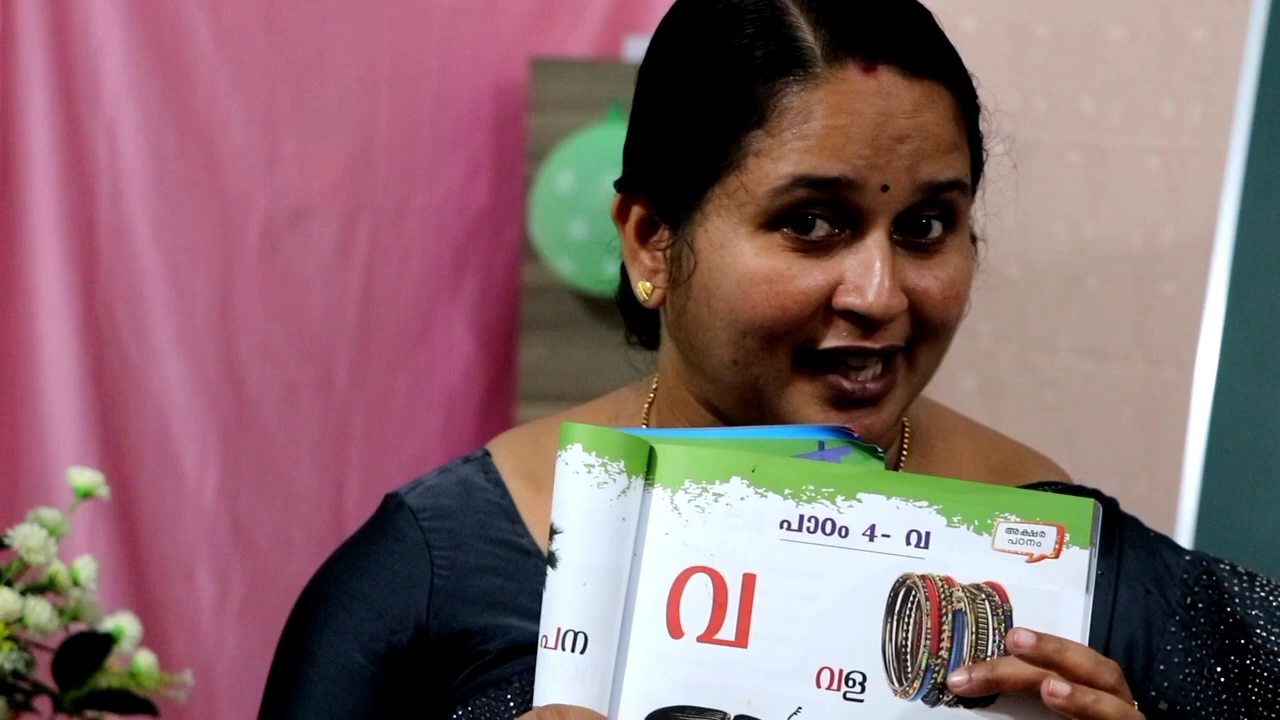 പാഠം 4- വ
അക്ഷര
പഠനം
വ
പന
വള